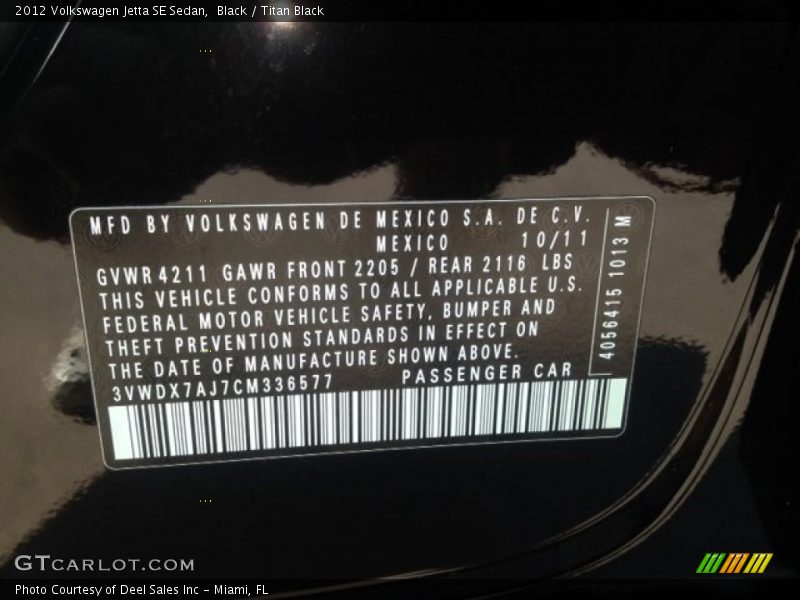 2012 Volkswagen Jetta SE Sedan,  Black / Titan Black
MFD BY VOLKSWAGEN DE MEXICO S.A. DE C.V.
MEXICO 10/11
GVWR 4211 GAWR FRONT 2205 / REAR 2116 LBS
THIS VEHICLE CONFORMS TO ALL APPLICABLE U.S.
FEDERAL MOTOR VEHICLE SAFETY, BUMPER AND
THEFT PREVENTION STANDARDS IN EFFECT ON
THE DATE OF MANUFACTURE SHOWN ABOVE.
3VWDX7AJ7CM336577 PASSENGER CAR
4056415 1013 M
GTCARLOT.COM
Photo Courtesy of Deel Sales Inc - Miami, FL